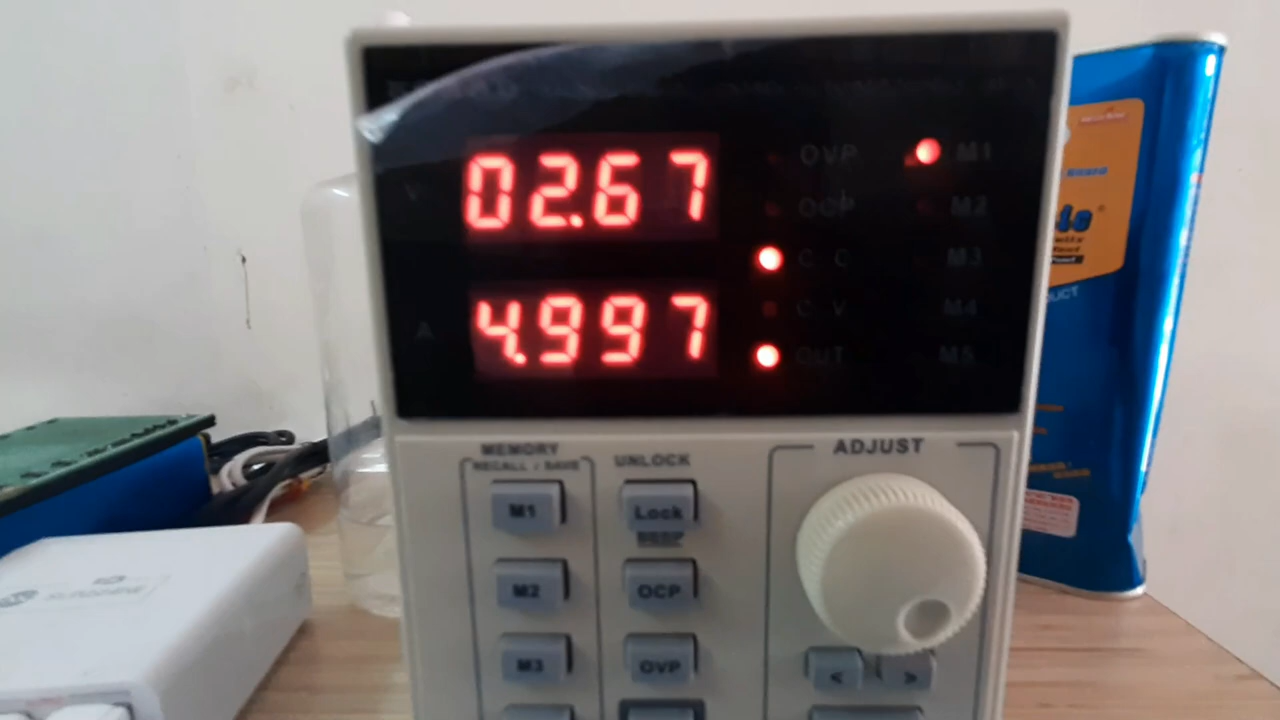 02.67
4.997
V
A
OVP
OCP
C C
C V
OUT
M1
M2
M3
M4
M5
MEMORY
RECALL / SAVE
M1
M2
M3
UNLOCK
Lock
BEEP
OCP
OVP
ADJUST
<
>